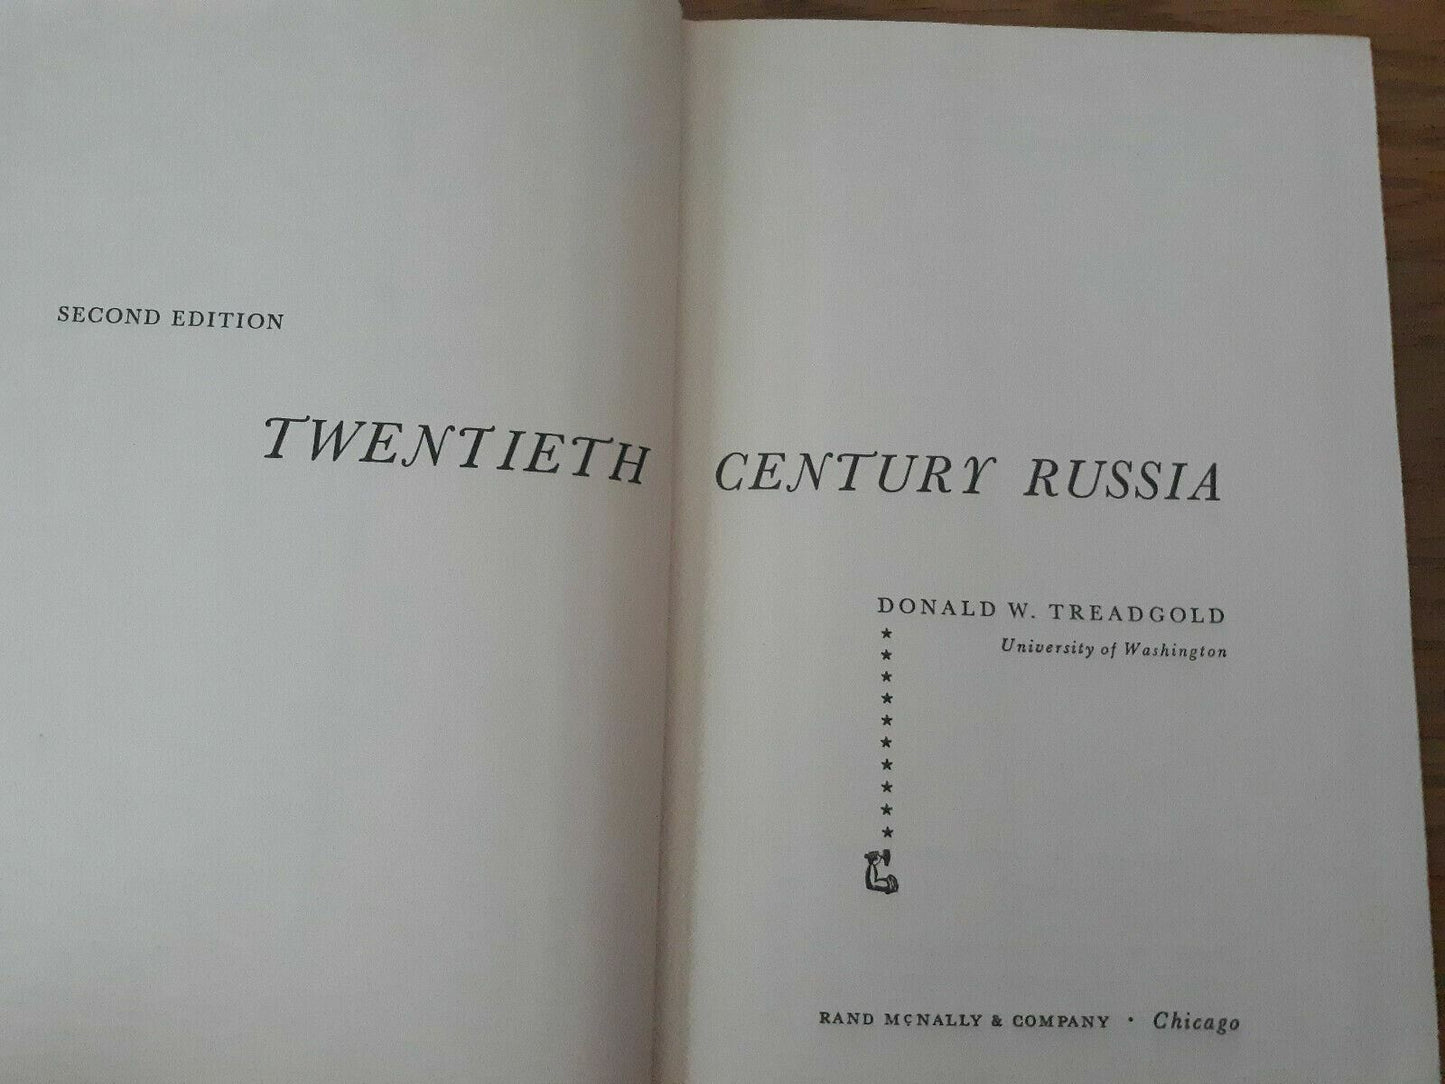 SECOND EDITION
TWENTIETH CENTURY RUSSIA
DONALD W. TREADGOLD
University of Washington
RAND MCNALLY & COMPANY · Chicago